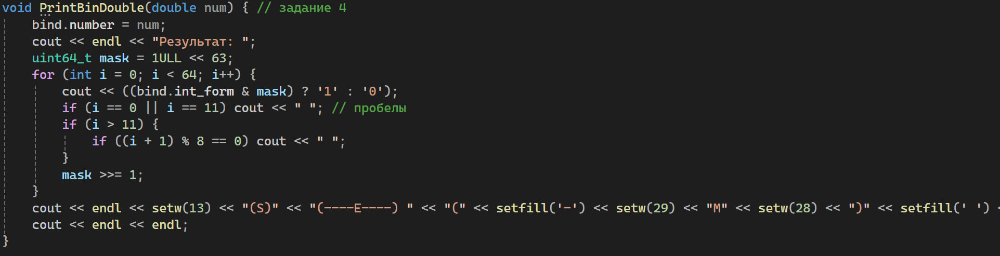 void PrintBinDouble(double num) { // задание 4
    bind.number = num;
    cout << endl << "Результат: ";
    uint64_t mask = 1ULL << 63;
    for (int i = 0; i < 64; i++) {
        cout << ((bind.int_form & mask) ? '1' : '0');
        if (i == 0 || i == 11) cout << " "; // пробелы
        if (i > 11) {
            if ((i + 1) % 8 == 0) cout << " ";
        }
        mask >>= 1;
    }
    cout << endl << setw(13) << "(S)" << "(----E----) " << "(" << setfill('-') << setw(29) << "M" << setw(28) << ")" << setfill(' ') <
    cout << endl << endl;
}